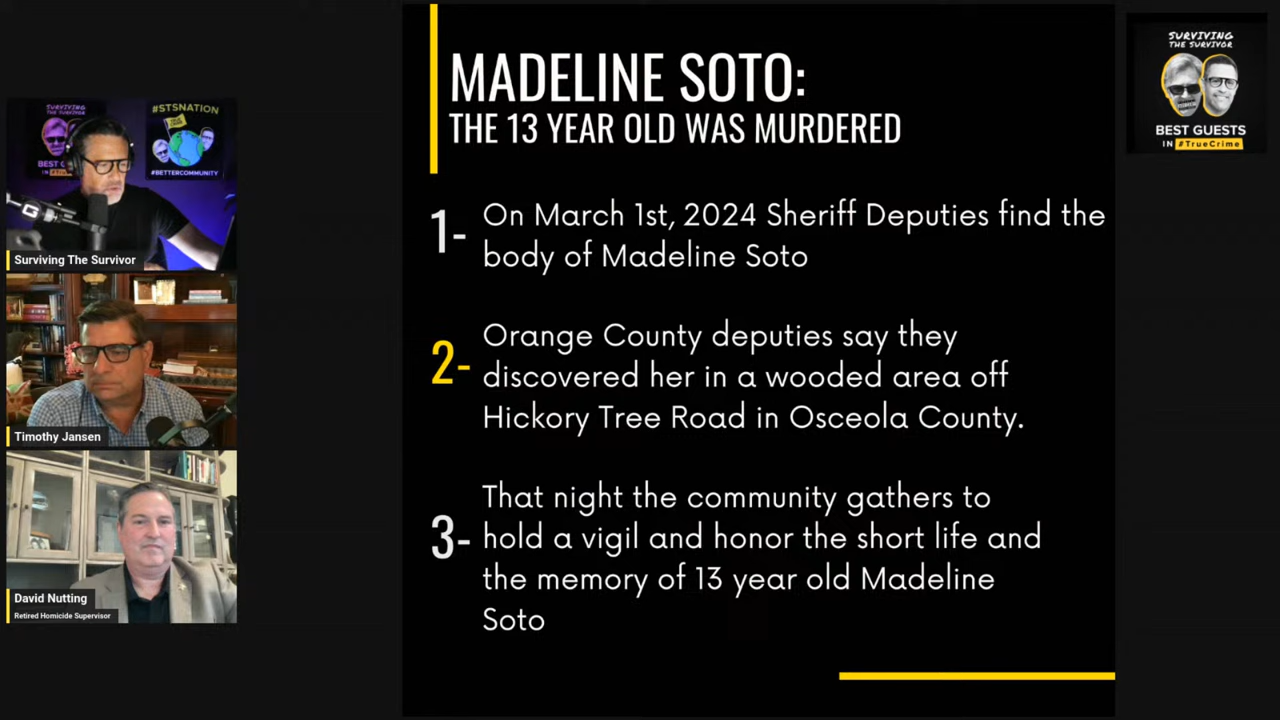 MADELINE SOTO:
THE 13 YEAR OLD WAS MURDERED
1- On March 1st, 2024 Sheriff Deputies find the
body of Madeline Soto
2- Orange County deputies say they
discovered her in a wooded area off
Hickory Tree Road in Osceola County.
3- That night the community gathers to
hold a vigil and honor the short life and
the memory of 13 year old Madeline
Soto
SURVIVING
THE SURVIVOR
BEST GUESTS
IN #TrueCrime
#STSNATION
#BETTERCOMMUNITY
Surviving The Survivor
Timothy Jansen
David Nutting
Retired Homicide Supervisor